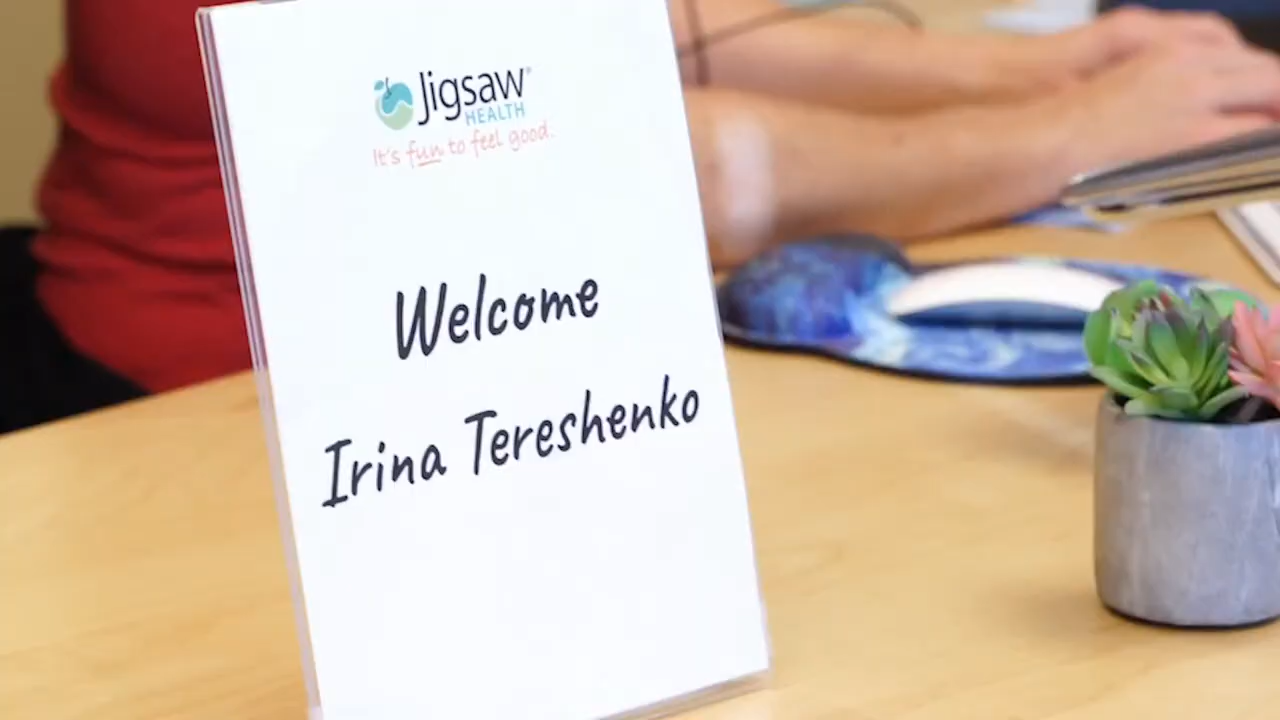 Jigsaw®
HEALTH
It's fun to feel good.
Welcome
Irina Tereshenko